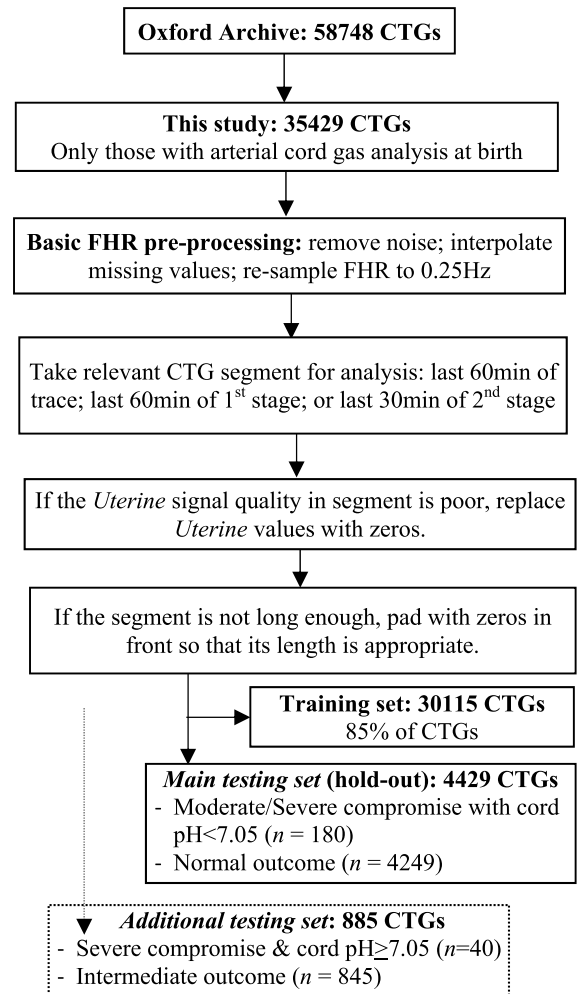 Oxford Archive: 58748 CTGs
This study: 35429 CTGs
Only those with arterial cord gas analysis at birth
Basic FHR pre-processing: remove noise; interpolate
missing values; re-sample FHR to 0.25Hz
Take relevant CTG segment for analysis: last 60min of
trace; last 60min of 1st stage; or last 30min of 2nd stage
If the Uterine signal quality in segment is poor, replace
Uterine values with zeros.
If the segment is not long enough, pad with zeros in
front so that its length is appropriate.
Training set: 30115 CTGs
85% of CTGs
Main testing set (hold-out): 4429 CTGs
- Moderate/Severe compromise with cord
pH<7.05 (n = 180)
- Normal outcome (n = 4249)
Additional testing set: 885 CTGs
- Severe compromise & cord pH≥7.05 (n=40)
- Intermediate outcome (n = 845)